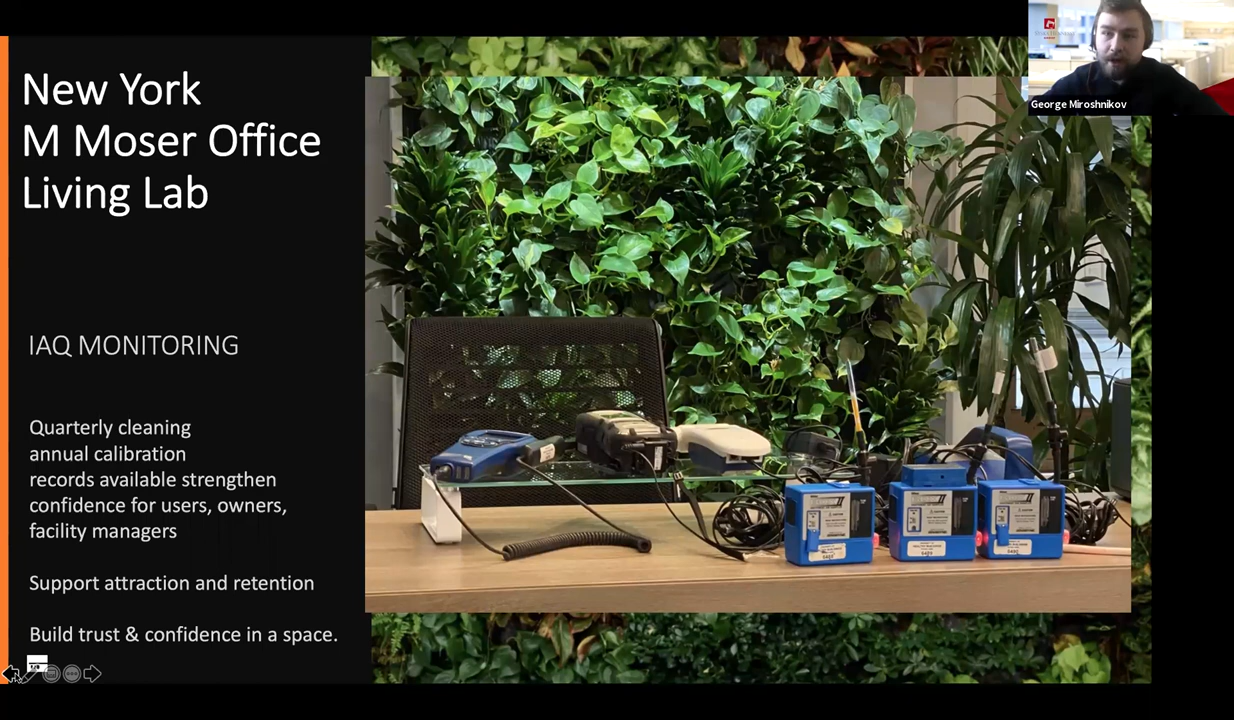 New York
M Moser Office
Living Lab
IAQ MONITORING
Quarterly cleaning
annual calibration
records available strengthen
confidence for users, owners,
facility managers
Support attraction and retention
Build trust & confidence in a space.
George Miroshnikov